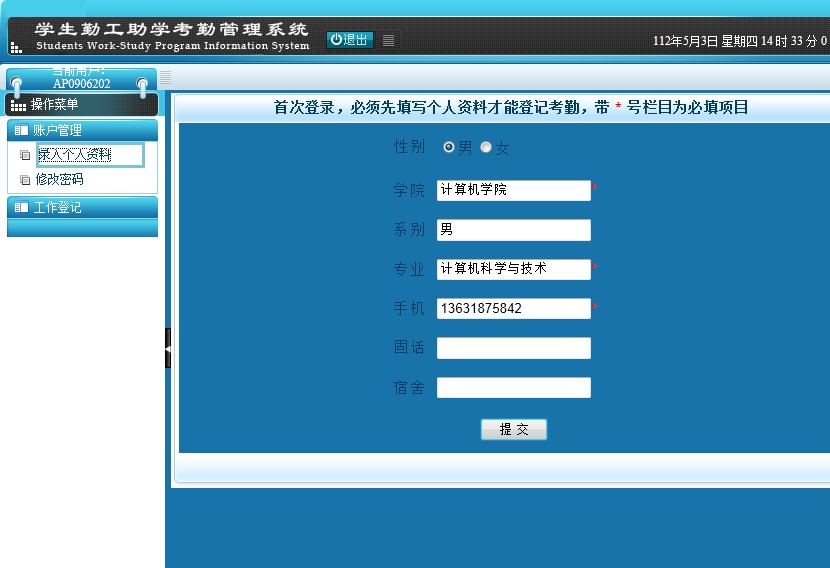 学生勤工助学考勤管理系统
Students Work-Study Program Information System
退出
112年5月3日 星期四 14 时 33 分 0
当前用户：
AP0906202
操作菜单
账户管理
录入个人资料
修改密码
工作登记
首次登录，必须先填写个人资料才能登记考勤，带 * 号栏目为必填项目
性别 男 女
学院 计算机学院 *
系别 男
专业 计算机科学与技术 *
手机 13631875842 *
固话
宿舍
提 交